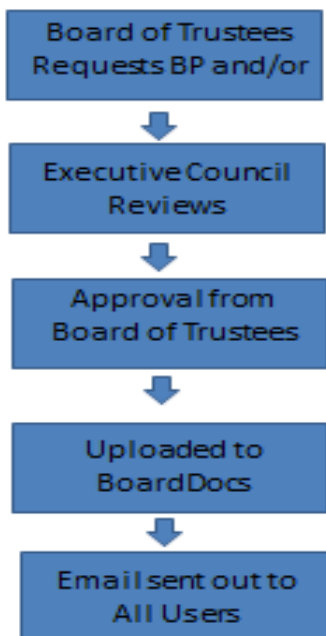 Board of Trustees
Requests BP and/or
Executive Council
Reviews
Approval from
Board of Trustees
Uploaded to
BoardDocs
Email sent out to
All Users